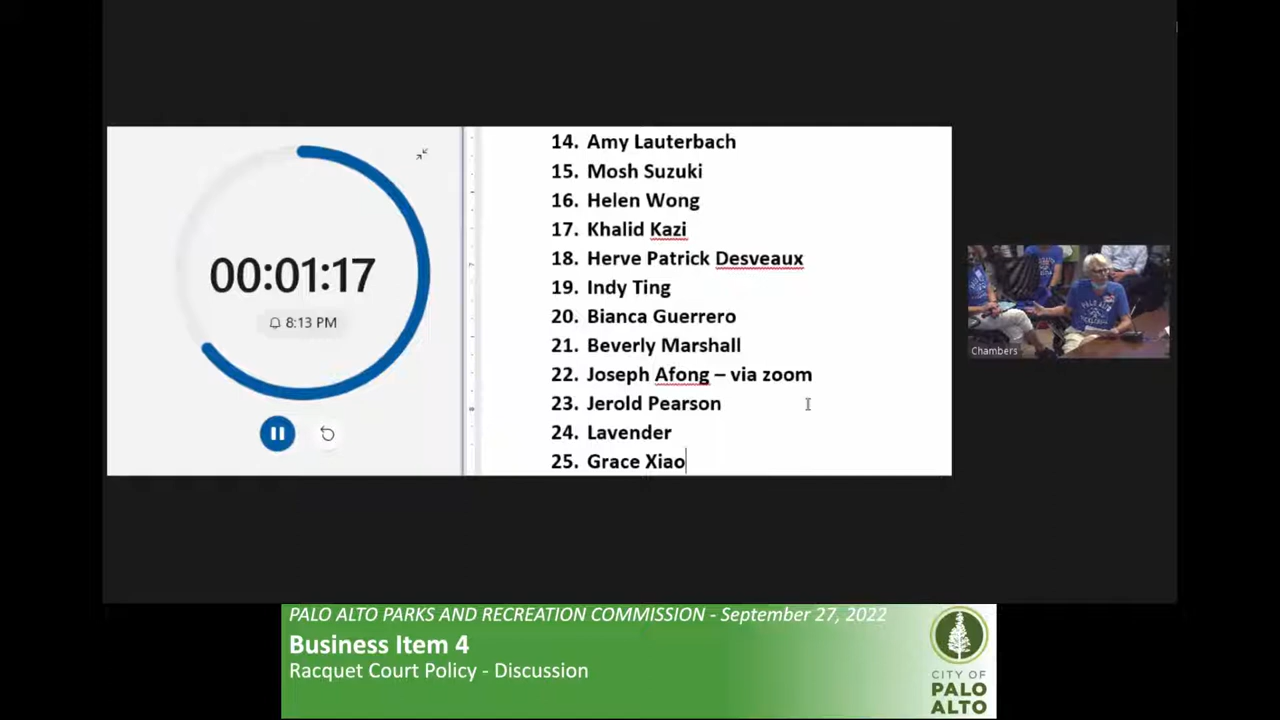 00:01:17
8:13 PM
14. Amy Lauterbach
15. Mosh Suzuki
16. Helen Wong
17. Khalid Kazi
18. Herve Patrick Desveaux
19. Indy Ting
20. Bianca Guerrero
21. Beverly Marshall
22. Joseph Afong – via zoom
23. Jerold Pearson
24. Lavender
25. Grace Xiao
PALO ALTO
Chambers
PALO ALTO PARKS AND RECREATION COMMISSION - September 27, 2022
Business Item 4
Racquet Court Policy - Discussion
CITY OF
PALO
ALTO